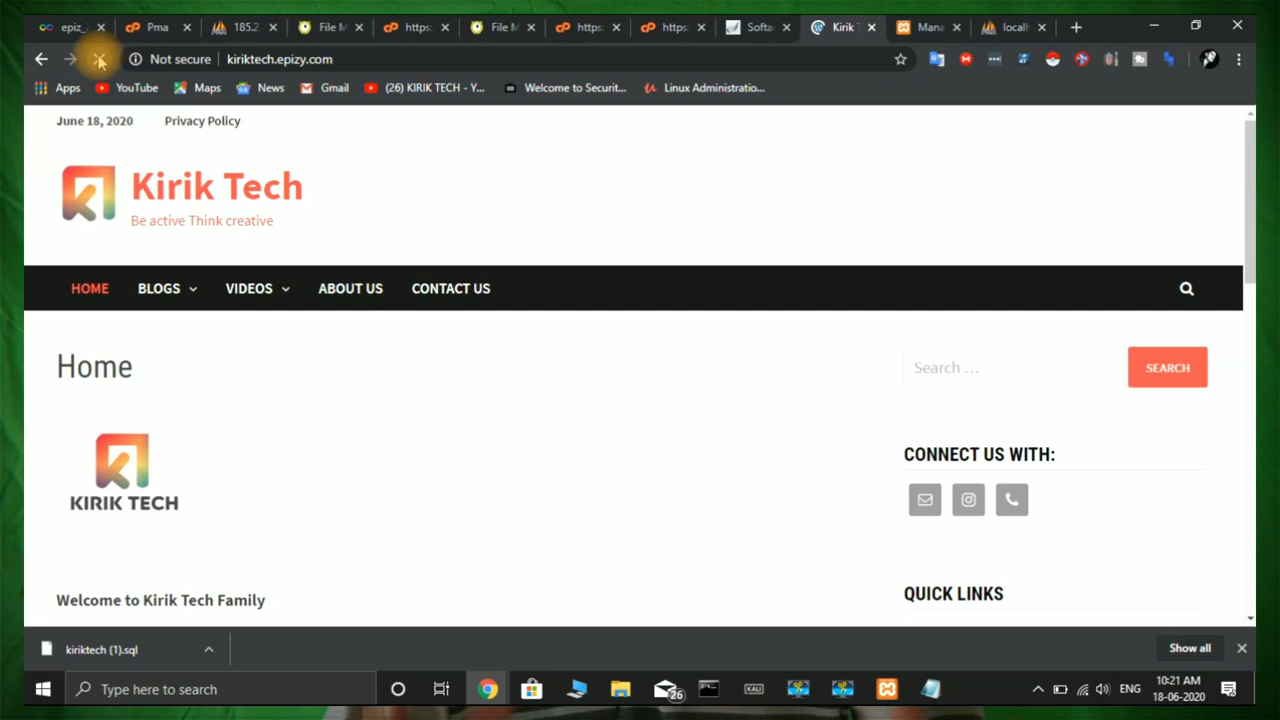 epiz_
Pma
185.2
File M
https:
File M
https:
https:
Softac
Kirik T
Mana
localh
Not secure
kiriktech.epizy.com
Apps
YouTube
Maps
News
Gmail
(26) KIRIK TECH - Y...
Welcome to Securit...
Linux Administratio...
June 18, 2020
Privacy Policy
Kirik Tech
Be active Think creative
HOME
BLOGS
VIDEOS
ABOUT US
CONTACT US
Home
Search …
SEARCH
KIRIK TECH
CONNECT US WITH:
Welcome to Kirik Tech Family
QUICK LINKS
kiriktech (1).sql
Show all
Type here to search
26
KALI
ENG
10:21 AM
18-06-2020